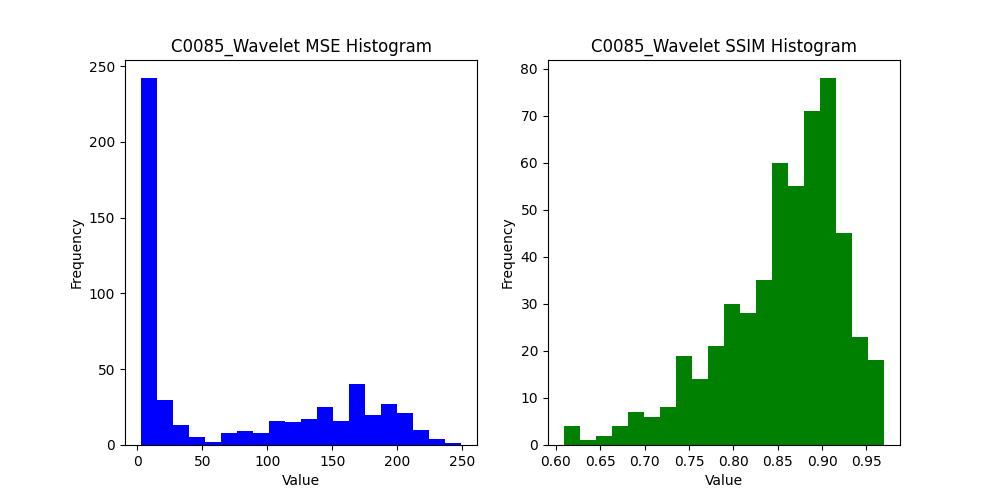 C0085_Wavelet MSE Histogram
250
200
150
100
50
0
Frequency
0 50 100 150 200 250
Value
C0085_Wavelet SSIM Histogram
80
70
60
50
40
30
20
10
0
Frequency
0.60 0.65 0.70 0.75 0.80 0.85 0.90 0.95
Value